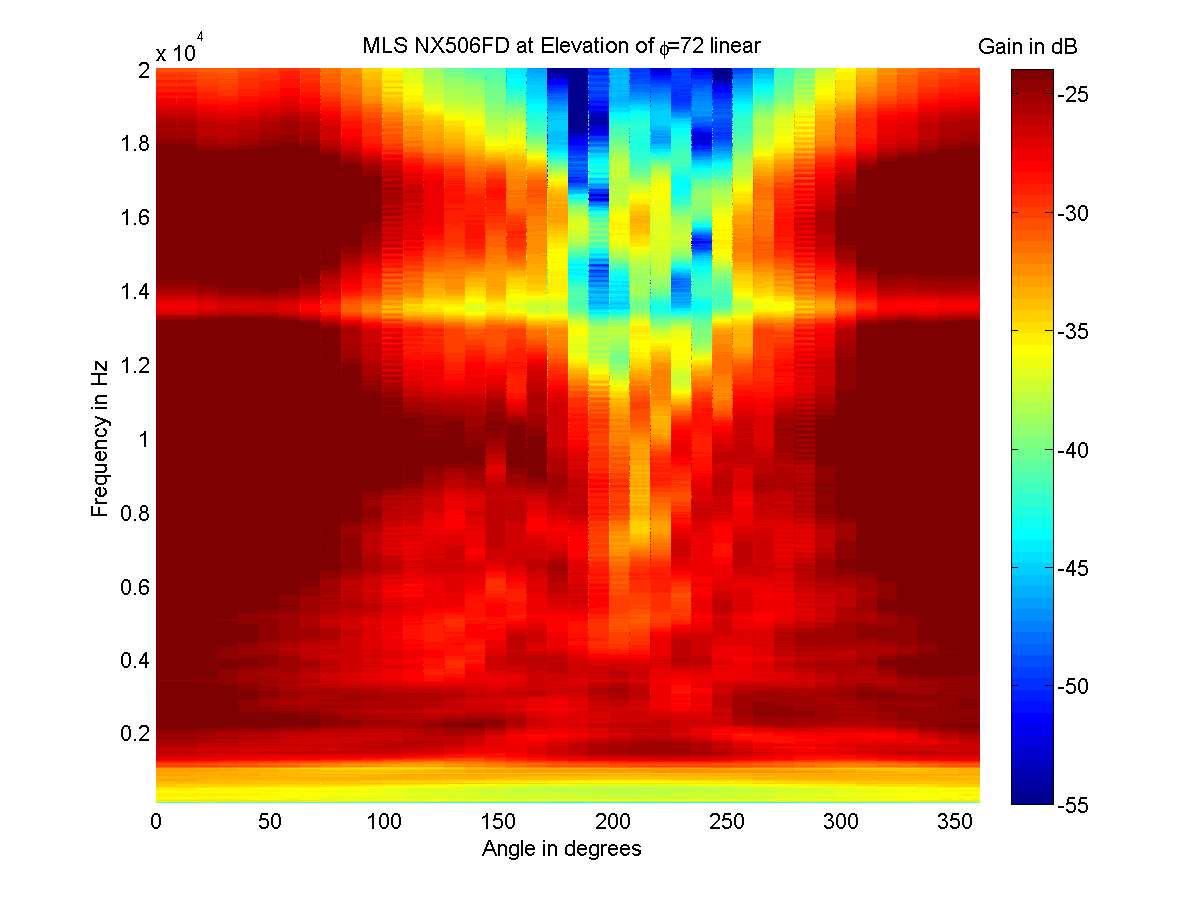 MLS NX506FD at Elevation of ϕ=72 linear
Gain in dB
x 10^4
2
1.8
1.6
1.4
1.2
1
0.8
0.6
0.4
0.2
Frequency in Hz
0 50 100 150 200 250 300 350
Angle in degrees
-25
-30
-35
-40
-45
-50
-55